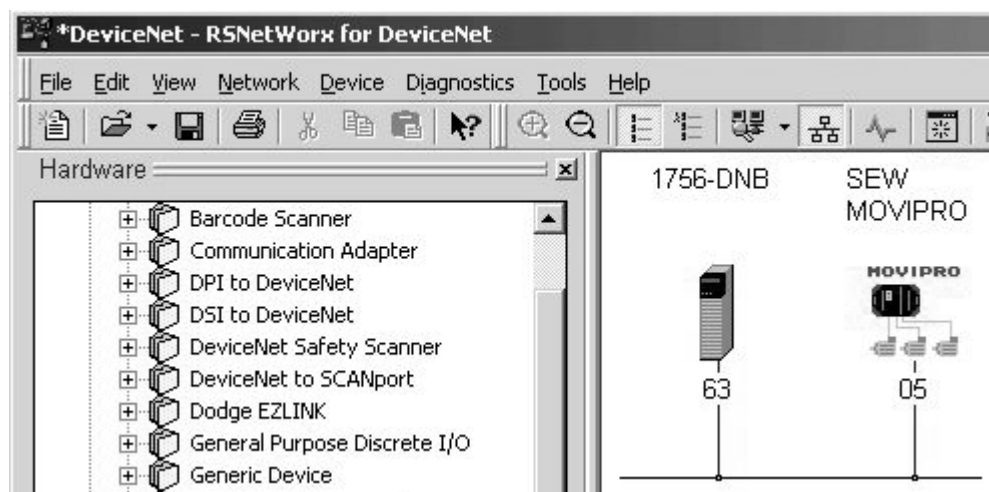 *DeviceNet - RSNetWorx for DeviceNet
File Edit View Network Device Diagnostics Tools Help
Hardware
Barcode Scanner
Communication Adapter
DPI to DeviceNet
DSI to DeviceNet
DeviceNet Safety Scanner
DeviceNet to SCANport
Dodge EZLINK
General Purpose Discrete I/O
Generic Device
1756-DNB
SEW
MOVIPRO
MOVIPRO
63
05